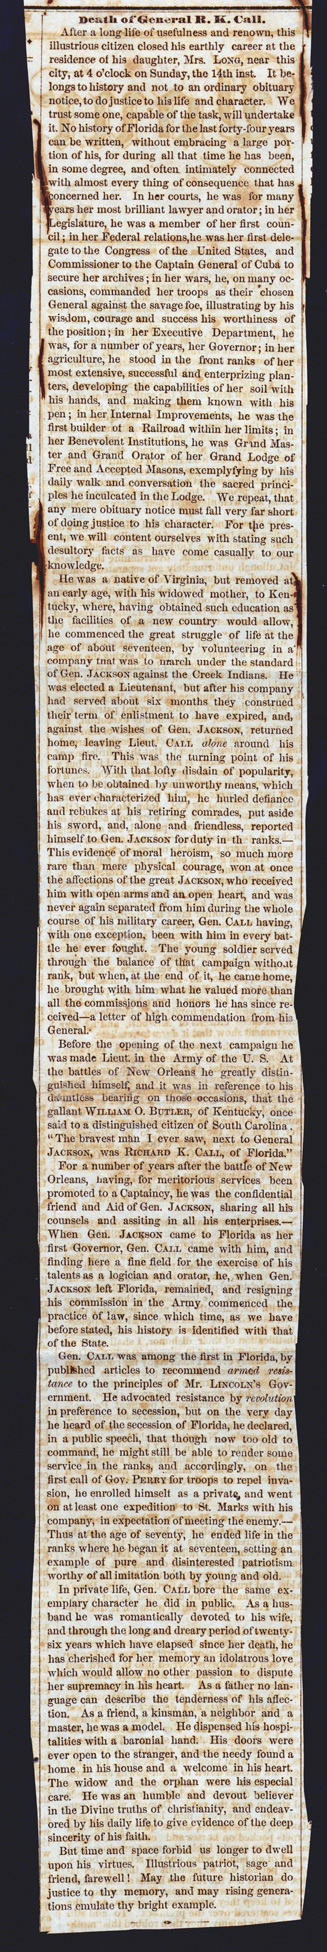 Death of General R. K. Call.
After a long life of usefulness and renown, this
illustrious citizen closed his earthly career at the
residence of his daughter, Mrs. LONG, near this
city, at 4 o'clock on Sunday, the 14th inst. It be-
longs to history and not to an ordinary obituary
notice, to do justice to his life and character. We
trust some one, capable of the task, will undertake
it. No history of Florida for the last forty-four years
can be written, without embracing a large por-
tion of his, for during all that time he has been,
in some degree, and often intimately connected
with almost every thing of consequence that has
concerned her. In her courts, he was for many
years her most brilliant lawyer and orator; in her
Legislature, he was a member of her first coun-
cil; in her Federal relations, he was her first dele-
gate to the Congress of the United States, and
Commissioner to the Captain General of Cuba to
secure her archives; in her wars, he, on many oc-
casions, commanded her troops as their chosen
General against the savage foe, illustrating by his
wisdom, courage and success his worthiness of
the position; in her Executive Department, he
was, for a number of years, her Governor; in her
agriculture, he stood in the front ranks of her
most extensive, successful and enterprizing plan-
ters, developing the capabilities of her soil with
his hands, and making them known with his
pen; in her Internal Improvements, he was the
first builder of a Railroad within her limits; in
her Benevolent Institutions, he was Grand Mas-
ter and Grand Orator of her Grand Lodge of
Free and Accepted Masons, exemplyfying by his
daily walk and conversation the sacred princi-
ples he inculcated in the Lodge. We repeat, that
any mere obituary notice must fall very far short
of doing justice to his character. For the pres-
ent, we will content ourselves with stating such
desultory facts as have come casually to our
knowledge.
He was a native of Virginia, but removed at
an early age, with his widowed mother, to Ken-
tucky, where, having obtained such education as
the facilities of a new country would allow,
he commenced the great struggle of life at the
age of about seventeen, by volunteering in a
company that was to march under the standard
of Gen. JACKSON against the Creek Indians. He
was elected a Lieutenant, but after his company
had served about six months they construed
their term of enlistment to have expired, and,
against the wishes of Gen. JACKSON, returned
home, leaving Lieut. CALL alone around his
camp fire. This was the turning point of his
fortunes. With that lofty disdain of popularity,
when to be obtained by unworthy means, which
has ever characterized him, he hurled defiance
and rebukes at his retiring comrades, put aside
his sword, and, alone and friendless, reported
himself to Gen. JACKSON for duty in th ranks.—
This evidence of moral heroism, so much more
rare than more physical courage, won at once
the affections of the great JACKSON, who received
him with open arms and an open heart, and was
never again separated from him during the whole
course of his military career, Gen. CALL having,
with one exception, been with him in every bat-
tle he ever fought. The young soldier served
through the balance of that campaign without
rank, but when, at the end of it, he came home,
he brought with him what he valued more than
all the commissions and honors he has since re-
ceived—a letter of high commendation from his
General.
Before the opening of the next campaign he
was made Lieut. in the Army of the U. S. At
the battles of New Orleans he greatly distin-
guished himself, and it was in reference to his
dauntless bearing on those occasions, that the
gallant WILLIAM O. BUTLER, of Kentucky, once
said to a distinguished citizen of South Carolina.
"The bravest man I ever saw, next to General
JACKSON, was RICHARD K. CALL, of Florida."
For a number of years after the battle of New
Orleans, having, for meritorious services been
promoted to a Captaincy, he was the confidential
friend and Aid of Gen. JACKSON, sharing all his
counsels and assiting in all his enterprises.—
When Gen. JACKSON came to Florida as her
first Governor, Gen. CALL came with him, and
finding here a fine field for the exercise of his
talents as a logician and orator, he, when Gen.
JACKSON left Florida, remained, and resigning
his commission in the Army commenced the
practice of law, since which time, as we have
before stated, his history is identified with that
of the State.
Gen. CALL was among the first in Florida, by
published articles to recommend armed resis-
tance to the principles of Mr. LINCOLN'S Gov-
ernment. He advocated resistance by revolution
in preference to secession, but on the very day
he heard of the secession of Florida, he declared,
in a public speech, that though now too old to
command, he might still be able to render some
service in the ranks, and accordingly, on the
first call of Gov. PERRY for troops to repel inva-
sion, he enrolled himself as a private, and went
on at least one expedition to St. Marks with his
company, in expectation of meeting the enemy.—
Thus at the age of seventy, he ended life in the
ranks where he began it at seventeen, setting an
example of pure and disinterested patriotism
worthy of all imitation both by young and old.
In private life, Gen. CALL bore the same ex-
emplary character he did in public. As a hus-
band he was romantically devoted to his wife,
and through the long and dreary period of twenty-
six years which have elapsed since her death, he
has cherished for her memory an idolatrous love
which would allow no other passion to dispute
her supremacy in his heart. As a father no lan-
guage can describe the tenderness of his affec-
tion. As a friend, a kinsman, a neighbor and a
master, he was a model. He dispensed his hospi-
talities with a baronial hand. His doors were
ever open to the stranger, and the needy found a
home in his house and a welcome in his heart.
The widow and the orphan were his especial
care. He was an humble and devout believer
in the Divine truths of christianity, and endeav-
ored by his daily life to give evidence of the deep
sincerity of his faith.
But time and space forbid us longer to dwell
upon his virtues. Illustrious patriot, sage and
friend, farewell! May the future historian do
justice to thy memory, and may rising genera-
tions emulate thy bright example.